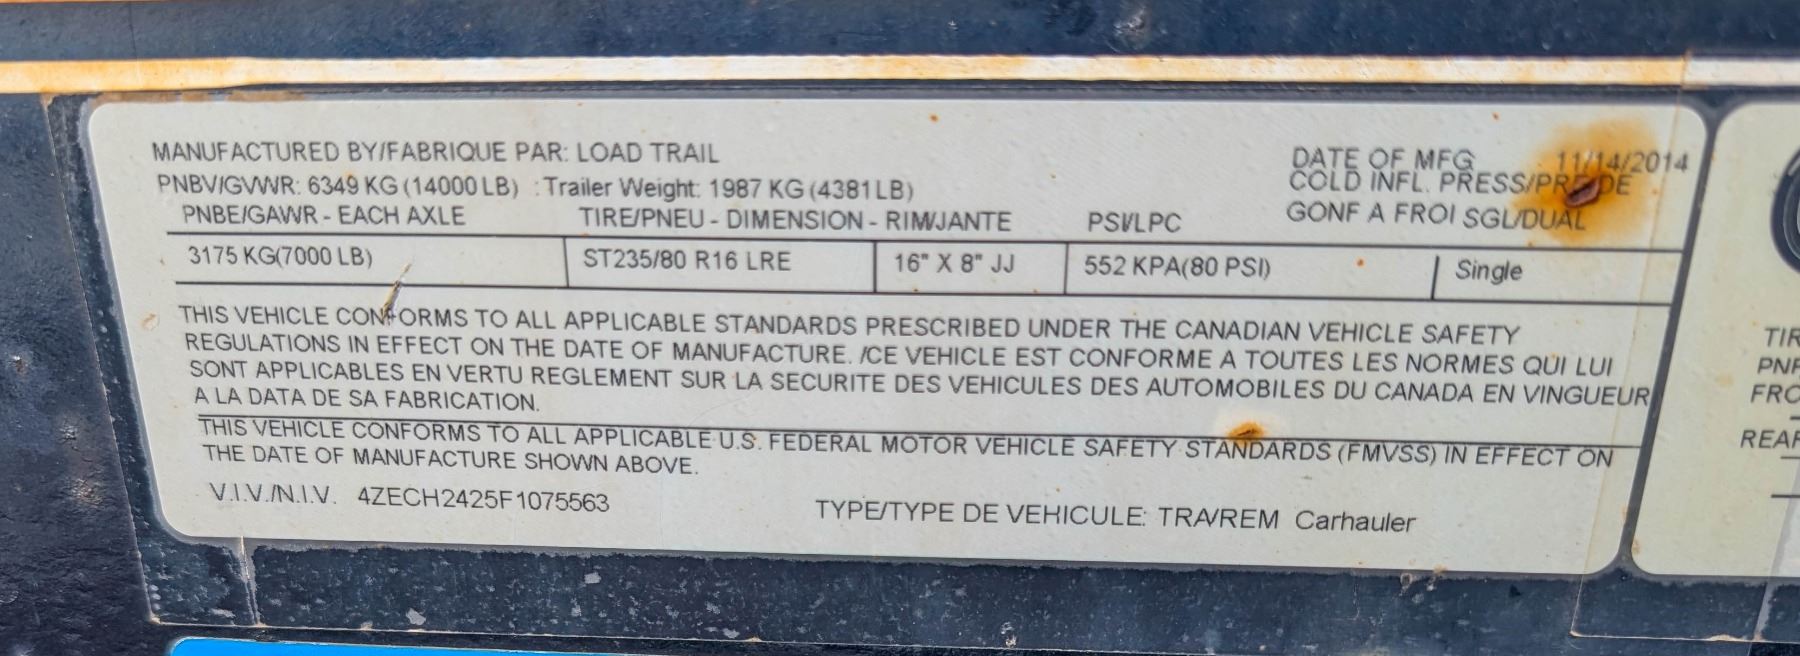 MANUFACTURED BY/FABRIQUE PAR: LOAD TRAIL DATE OF MFG 11/14/2014
PNBV/GVWR: 6349 KG (14000 LB) : Trailer Weight: 1987 KG (4381 LB) COLD INFL. PRESS/PRE DE
PNBE/GAWR - EACH AXLE TIRE/PNEU - DIMENSION - RIM/JANTE PSI/LPC GONF A FROI SGL/DUAL
3175 KG(7000 LB) ST235/80 R16 LRE 16" X 8" JJ 552 KPA(80 PSI) Single
THIS VEHICLE CONFORMS TO ALL APPLICABLE STANDARDS PRESCRIBED UNDER THE CANADIAN VEHICLE SAFETY
REGULATIONS IN EFFECT ON THE DATE OF MANUFACTURE. /CE VEHICLE EST CONFORME A TOUTES LES NORMES QUI LUI
SONT APPLICABLES EN VERTU REGLEMENT SUR LA SECURITE DES VEHICULES DES AUTOMOBILES DU CANADA EN VINGUEUR
A LA DATA DE SA FABRICATION.
THIS VEHICLE CONFORMS TO ALL APPLICABLE U.S. FEDERAL MOTOR VEHICLE SAFETY STANDARDS (FMVSS) IN EFFECT ON
THE DATE OF MANUFACTURE SHOWN ABOVE.
V.I.V./N.I.V. 4ZECH2425F1075563 TYPE/TYPE DE VEHICULE: TRA/REM Carhauler
TIR
PNE
FRO
REAR